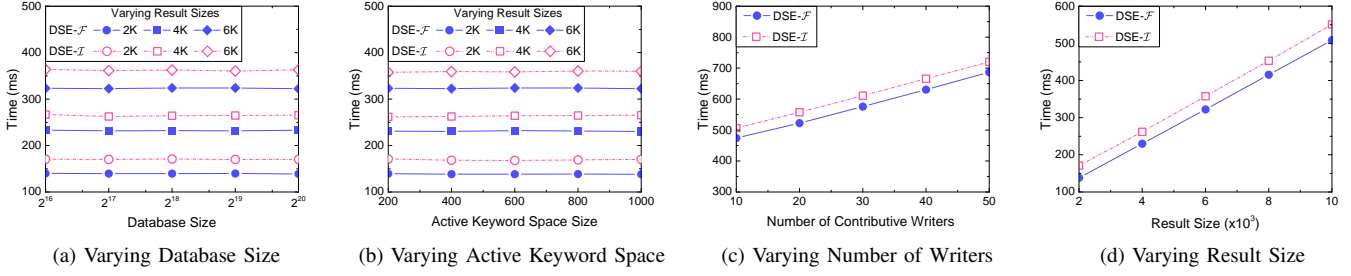 Varying Result Sizes
DSE-ℱ 2K 4K 6K
DSE-ℐ 2K 4K 6K
500
400
300
200
100
Time (ms)
2^16 2^17 2^18 2^19 2^20
Database Size
(a) Varying Database Size
Varying Result Sizes
DSE-ℱ 2K 4K 6K
DSE-ℐ 2K 4K 6K
500
400
300
200
100
Time (ms)
200 400 600 800 1000
Active Keyword Space Size
(b) Varying Active Keyword Space
DSE-ℱ
DSE-ℐ
900
800
700
600
500
400
300
Time (ms)
10 20 30 40 50
Number of Contributive Writers
(c) Varying Number of Writers
DSE-ℱ
DSE-ℐ
600
500
400
300
200
100
Time (ms)
2 4 6 8 10
Result Size (x10^3)
(d) Varying Result Size